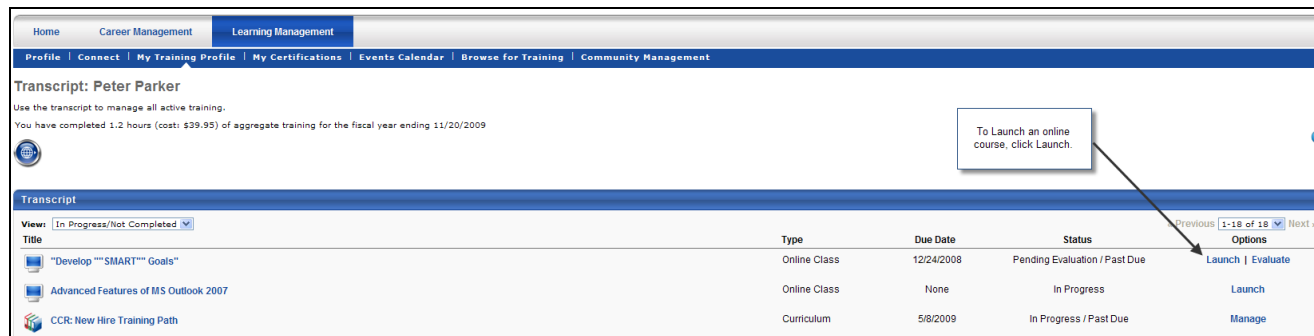 Home Career Management Learning Management
Profile | Connect | My Training Profile | My Certifications | Events Calendar | Browse for Training | Community Management
Transcript: Peter Parker
Use the transcript to manage all active training.
You have completed 1.2 hours (cost: $39.95) of aggregate training for the fiscal year ending 11/20/2009
To Launch an online
course, click Launch.
Transcript
View: In Progress/Not Completed
« Previous 1-18 of 18 Next
Title Type Due Date Status Options
"Develop ""SMART"" Goals" Online Class 12/24/2008 Pending Evaluation / Past Due Launch | Evaluate
Advanced Features of MS Outlook 2007 Online Class None In Progress Launch
CCR: New Hire Training Path Curriculum 5/8/2009 In Progress / Past Due Manage